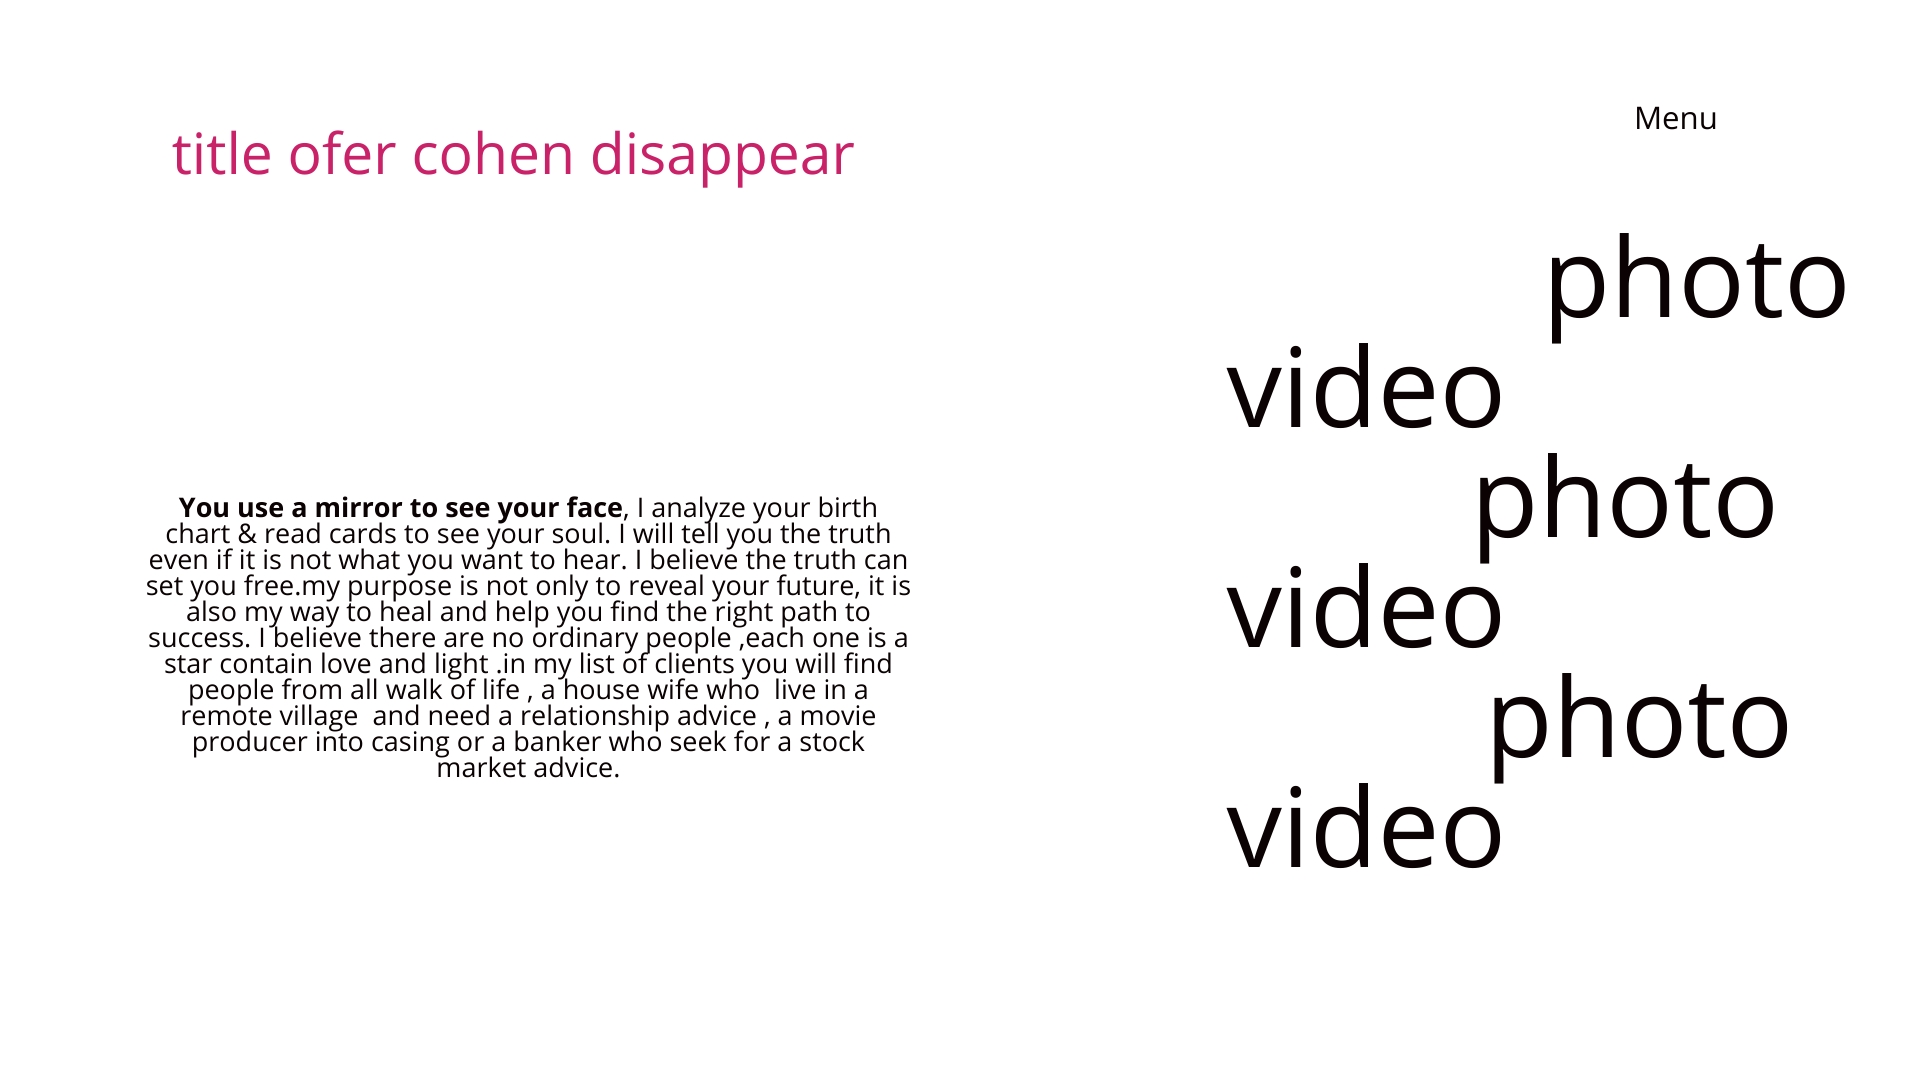 title ofer cohen disappear
Menu
You use a mirror to see your face, I analyze your birth
chart & read cards to see your soul. I will tell you the truth
even if it is not what you want to hear. I believe the truth can
set you free.my purpose is not only to reveal your future, it is
also my way to heal and help you find the right path to
success. I believe there are no ordinary people ,each one is a
star contain love and light .in my list of clients you will find
people from all walk of life , a house wife who  live in a
remote village  and need a relationship advice , a movie
producer into casing or a banker who seek for a stock
market advice.
photo
video
photo
video
photo
video